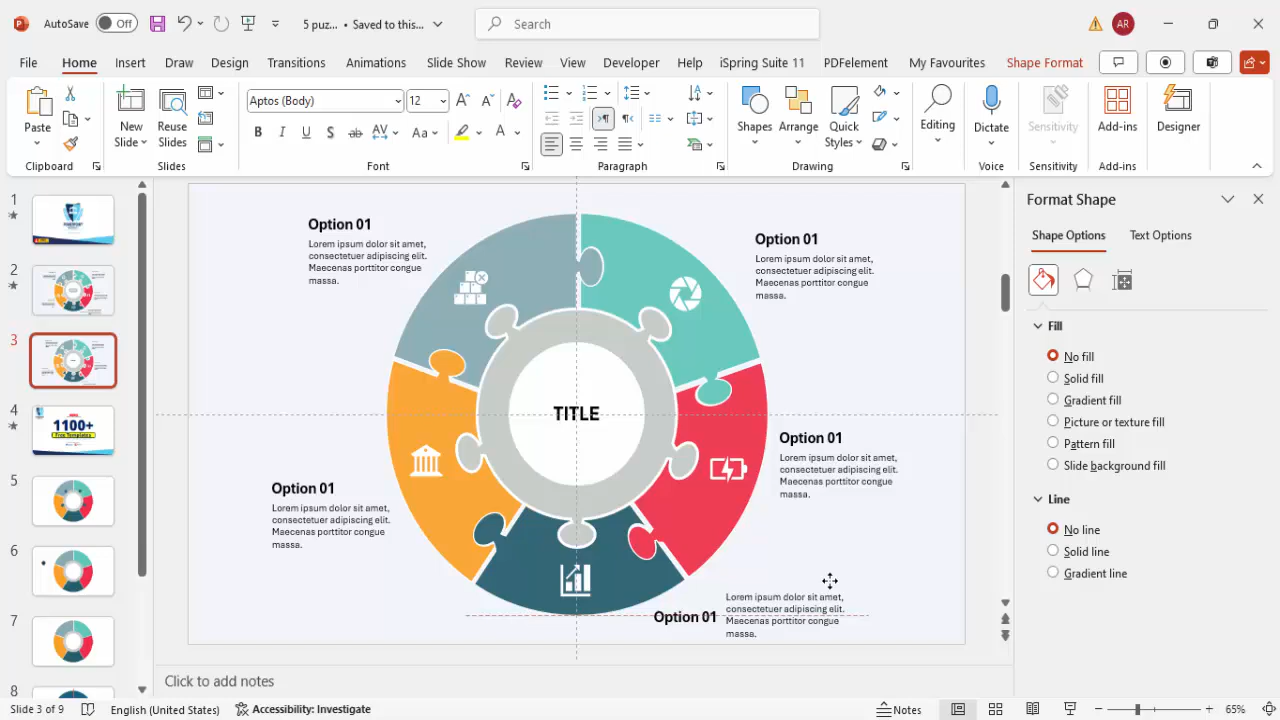 AutoSave
Off
5 puz... • Saved to this...
Search
AR
File
Home
Insert
Draw
Design
Transitions
Animations
Slide Show
Review
View
Developer
Help
iSpring Suite 11
PDFelement
My Favourites
Shape Format
Paste
New Slide
Reuse Slides
Aptos (Body)
12
Shapes
Arrange
Quick Styles
Editing
Dictate
Sensitivity
Add-ins
Designer
Clipboard
Slides
Font
Paragraph
Drawing
Voice
Sensitivity
Add-ins
1
2
3
4
1100+
5
6
7
8
Option 01
Lorem ipsum dolor sit amet,
consectetuer adipiscing elit.
Maecenas porttitor congue
massa.
Option 01
Lorem ipsum dolor sit amet,
consectetuer adipiscing elit.
Maecenas porttitor congue
massa.
TITLE
Option 01
Lorem ipsum dolor sit amet,
consectetuer adipiscing elit.
Maecenas porttitor congue
massa.
Option 01
Lorem ipsum dolor sit amet,
consectetuer adipiscing elit.
Maecenas porttitor congue
massa.
Option 01
Lorem ipsum dolor sit amet,
consectetuer adipiscing elit.
Maecenas porttitor congue
massa.
Format Shape
Shape Options
Text Options
Fill
No fill
Solid fill
Gradient fill
Picture or texture fill
Pattern fill
Slide background fill
Line
No line
Solid line
Gradient line
Click to add notes
Slide 3 of 9
English (United States)
Accessibility: Investigate
Notes
65%